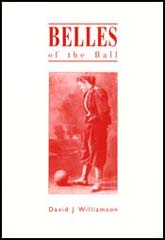 BELLES
of the Ball
David J Williamson